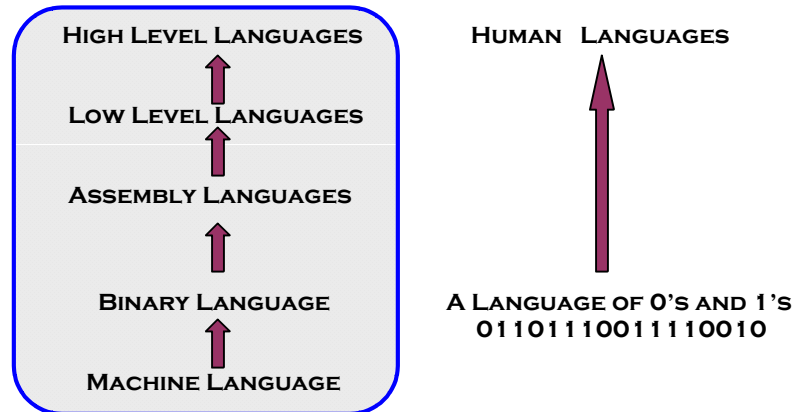 High Level Languages
Low Level Languages
Assembly Languages
Binary Language
Machine Language
Human Languages
A Language of 0's and 1's
01101110011110010